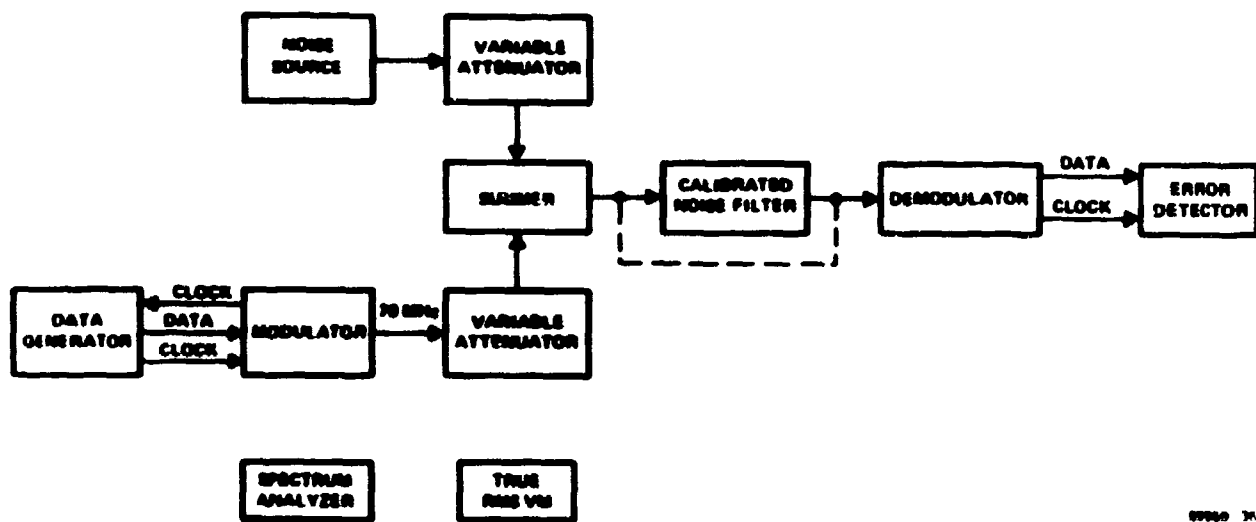 NOISE
SOURCE
VARIABLE
ATTENUATOR
SUMMER
CALIBRATED
NOISE FILTER
DEMODULATOR
DATA
CLOCK
ERROR
DETECTOR
DATA
GENERATOR
CLOCK
DATA
CLOCK
MODULATOR
70 MHz
VARIABLE
ATTENUATOR
SPECTRUM
ANALYZER
TRUE
RMS VM